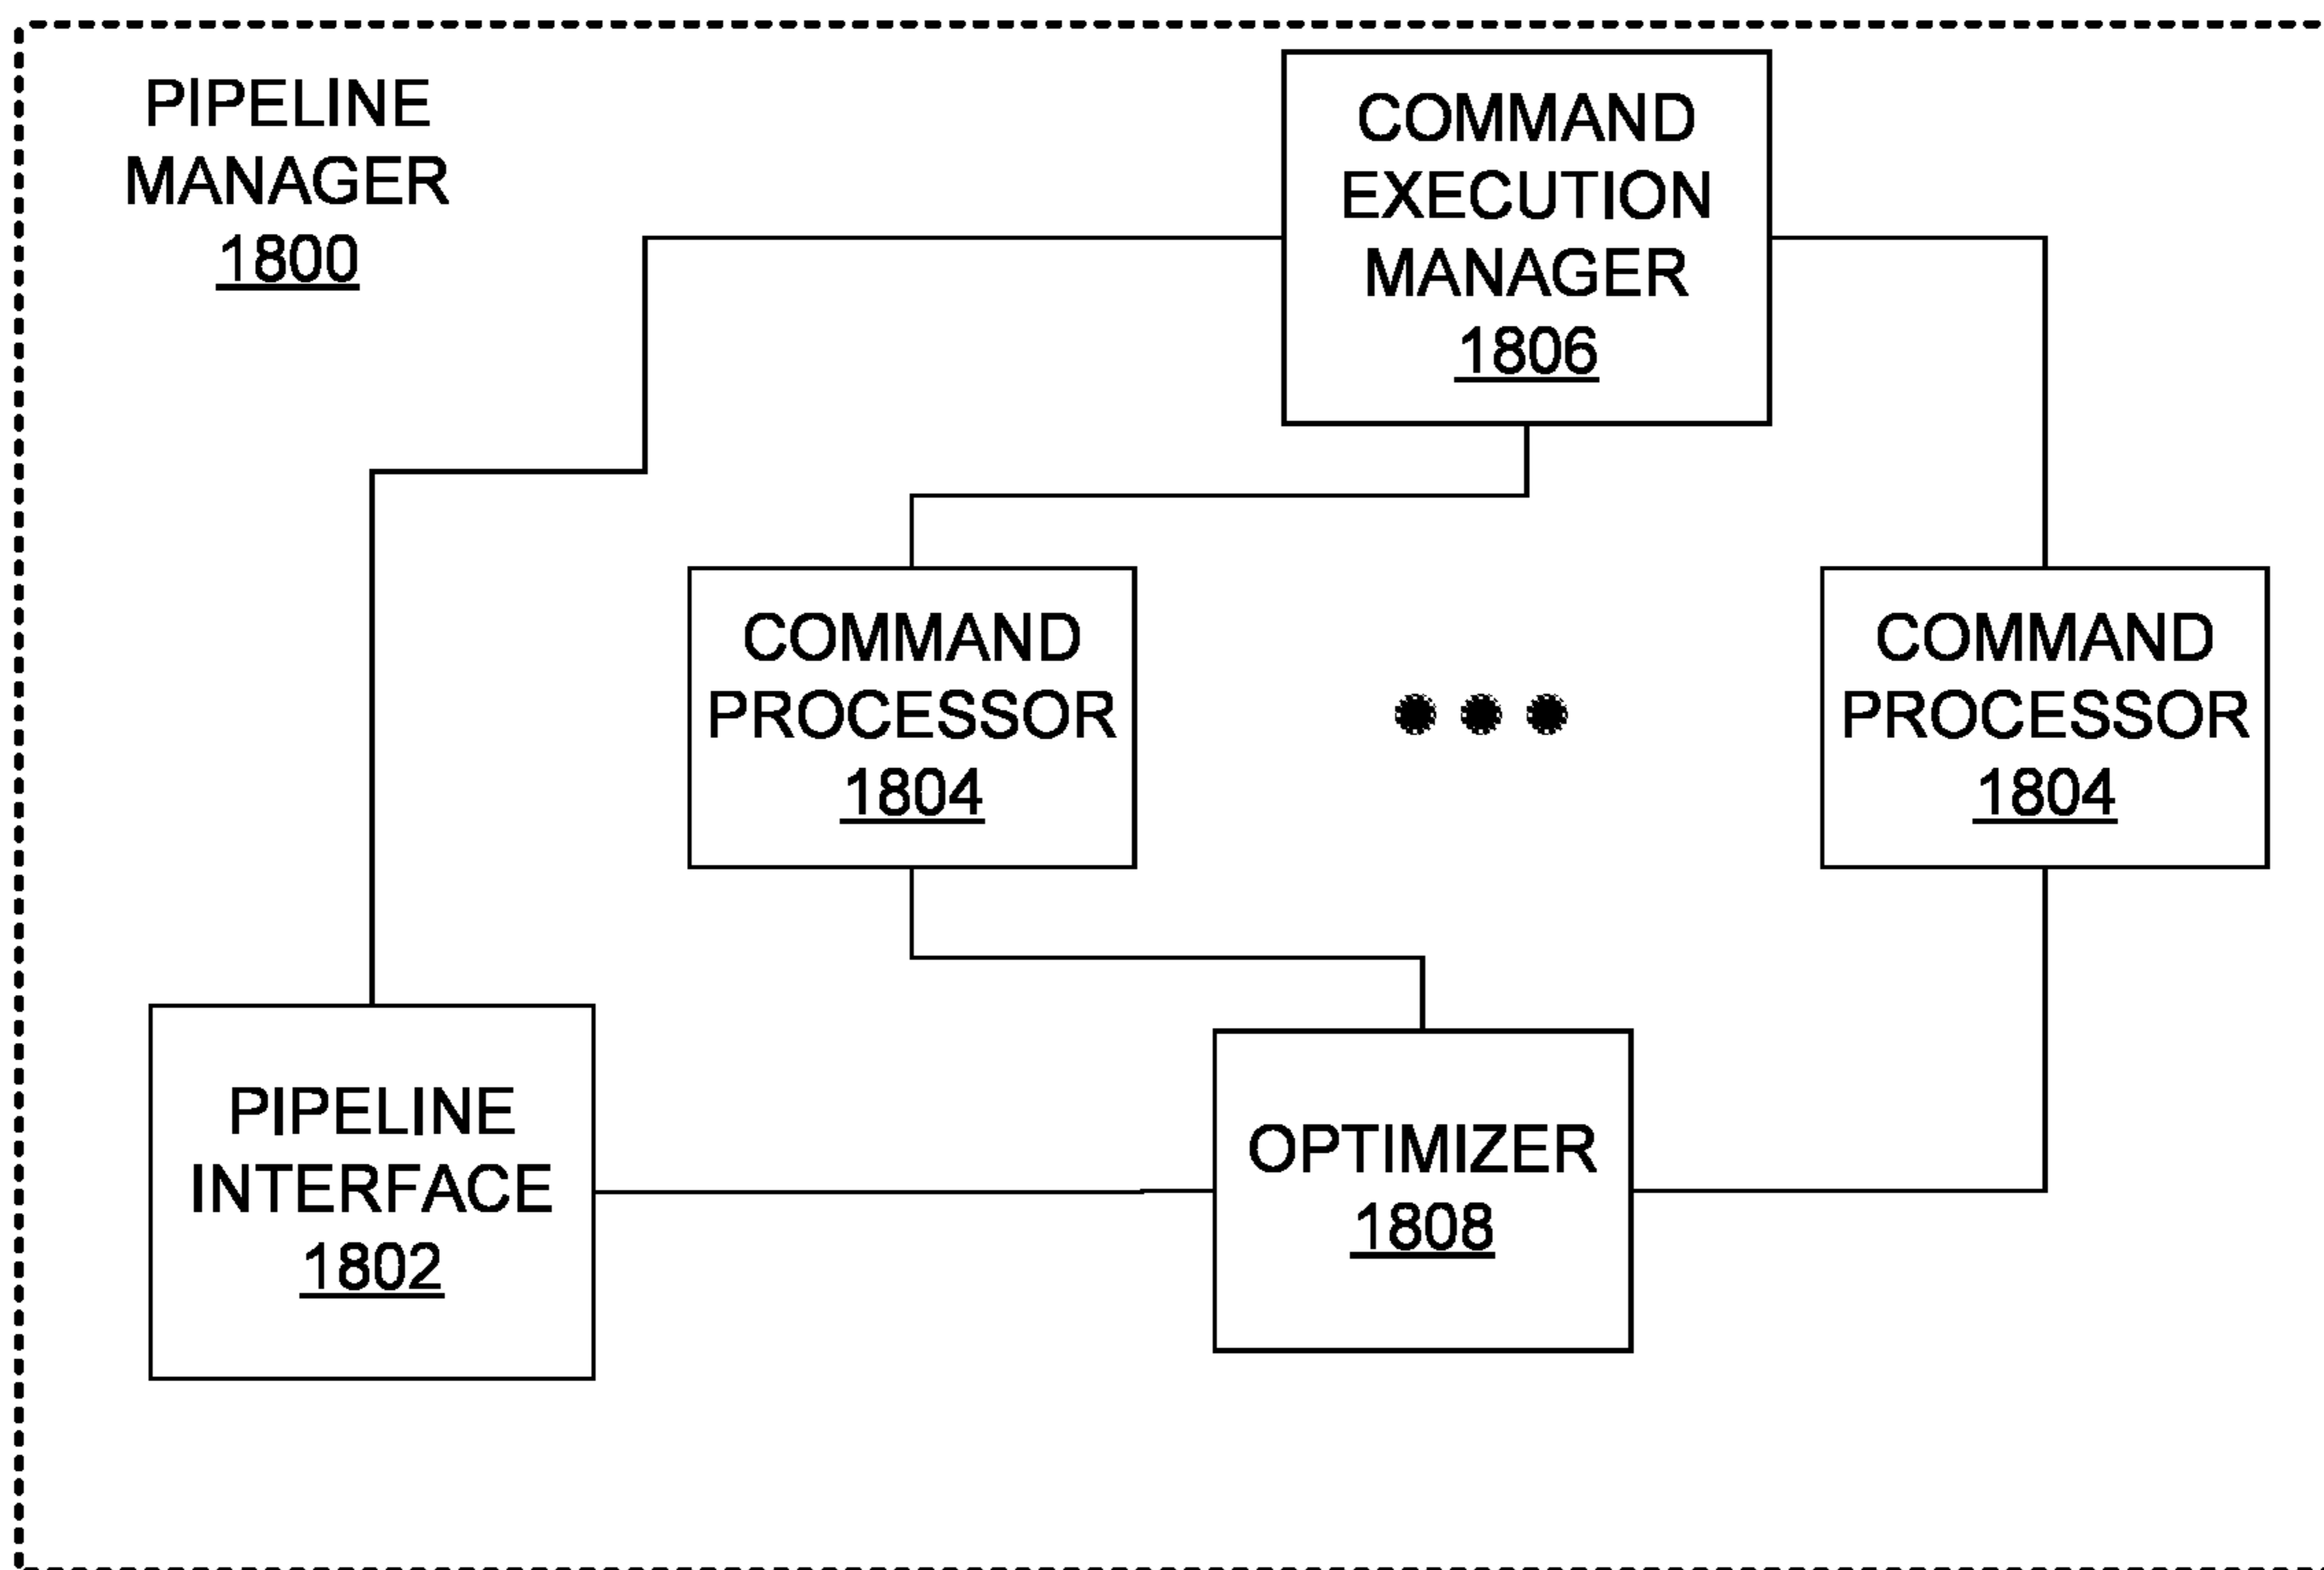 PIPELINE
MANAGER
1800
COMMAND
EXECUTION
MANAGER
1806
COMMAND
PROCESSOR
1804
COMMAND
PROCESSOR
1804
PIPELINE
INTERFACE
1802
OPTIMIZER
1808